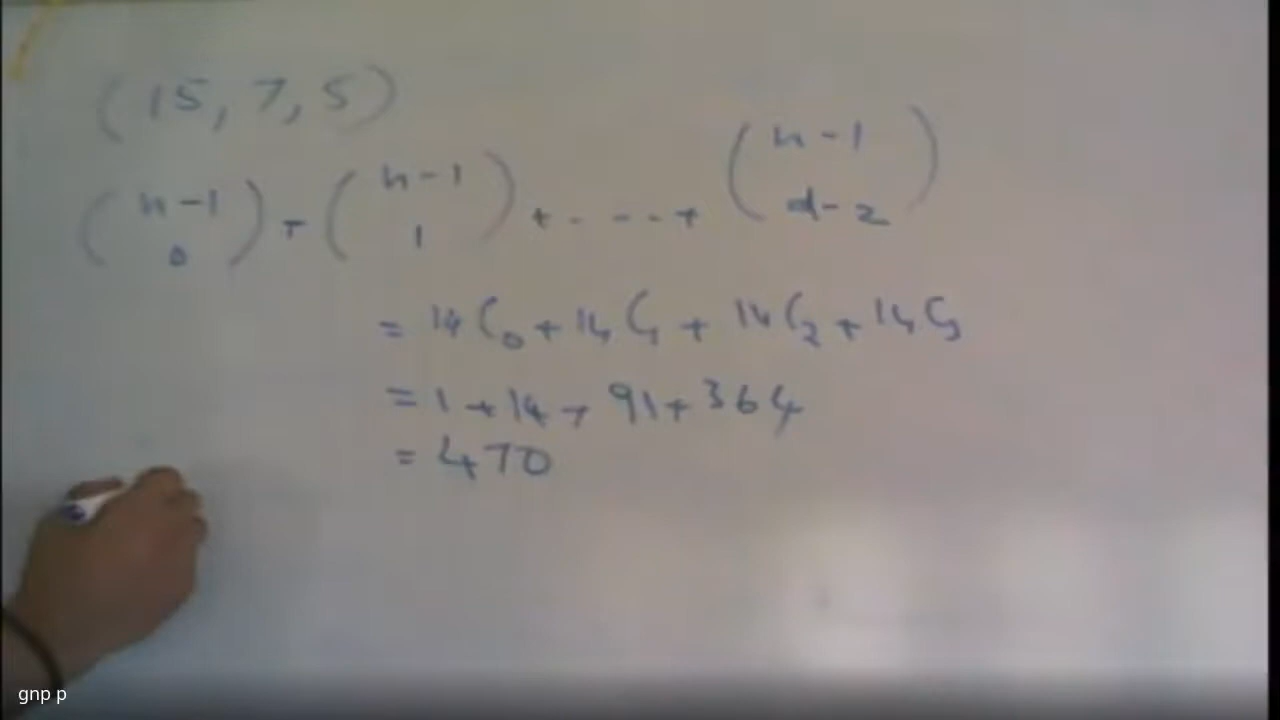 (15, 7, 5)
(n-1 0) + (n-1 1) + - - - + (n-1 d-2)
= 14C0 + 14C1 + 14C2 + 14C3
= 1 + 14 + 91 + 364
= 470
gnp p